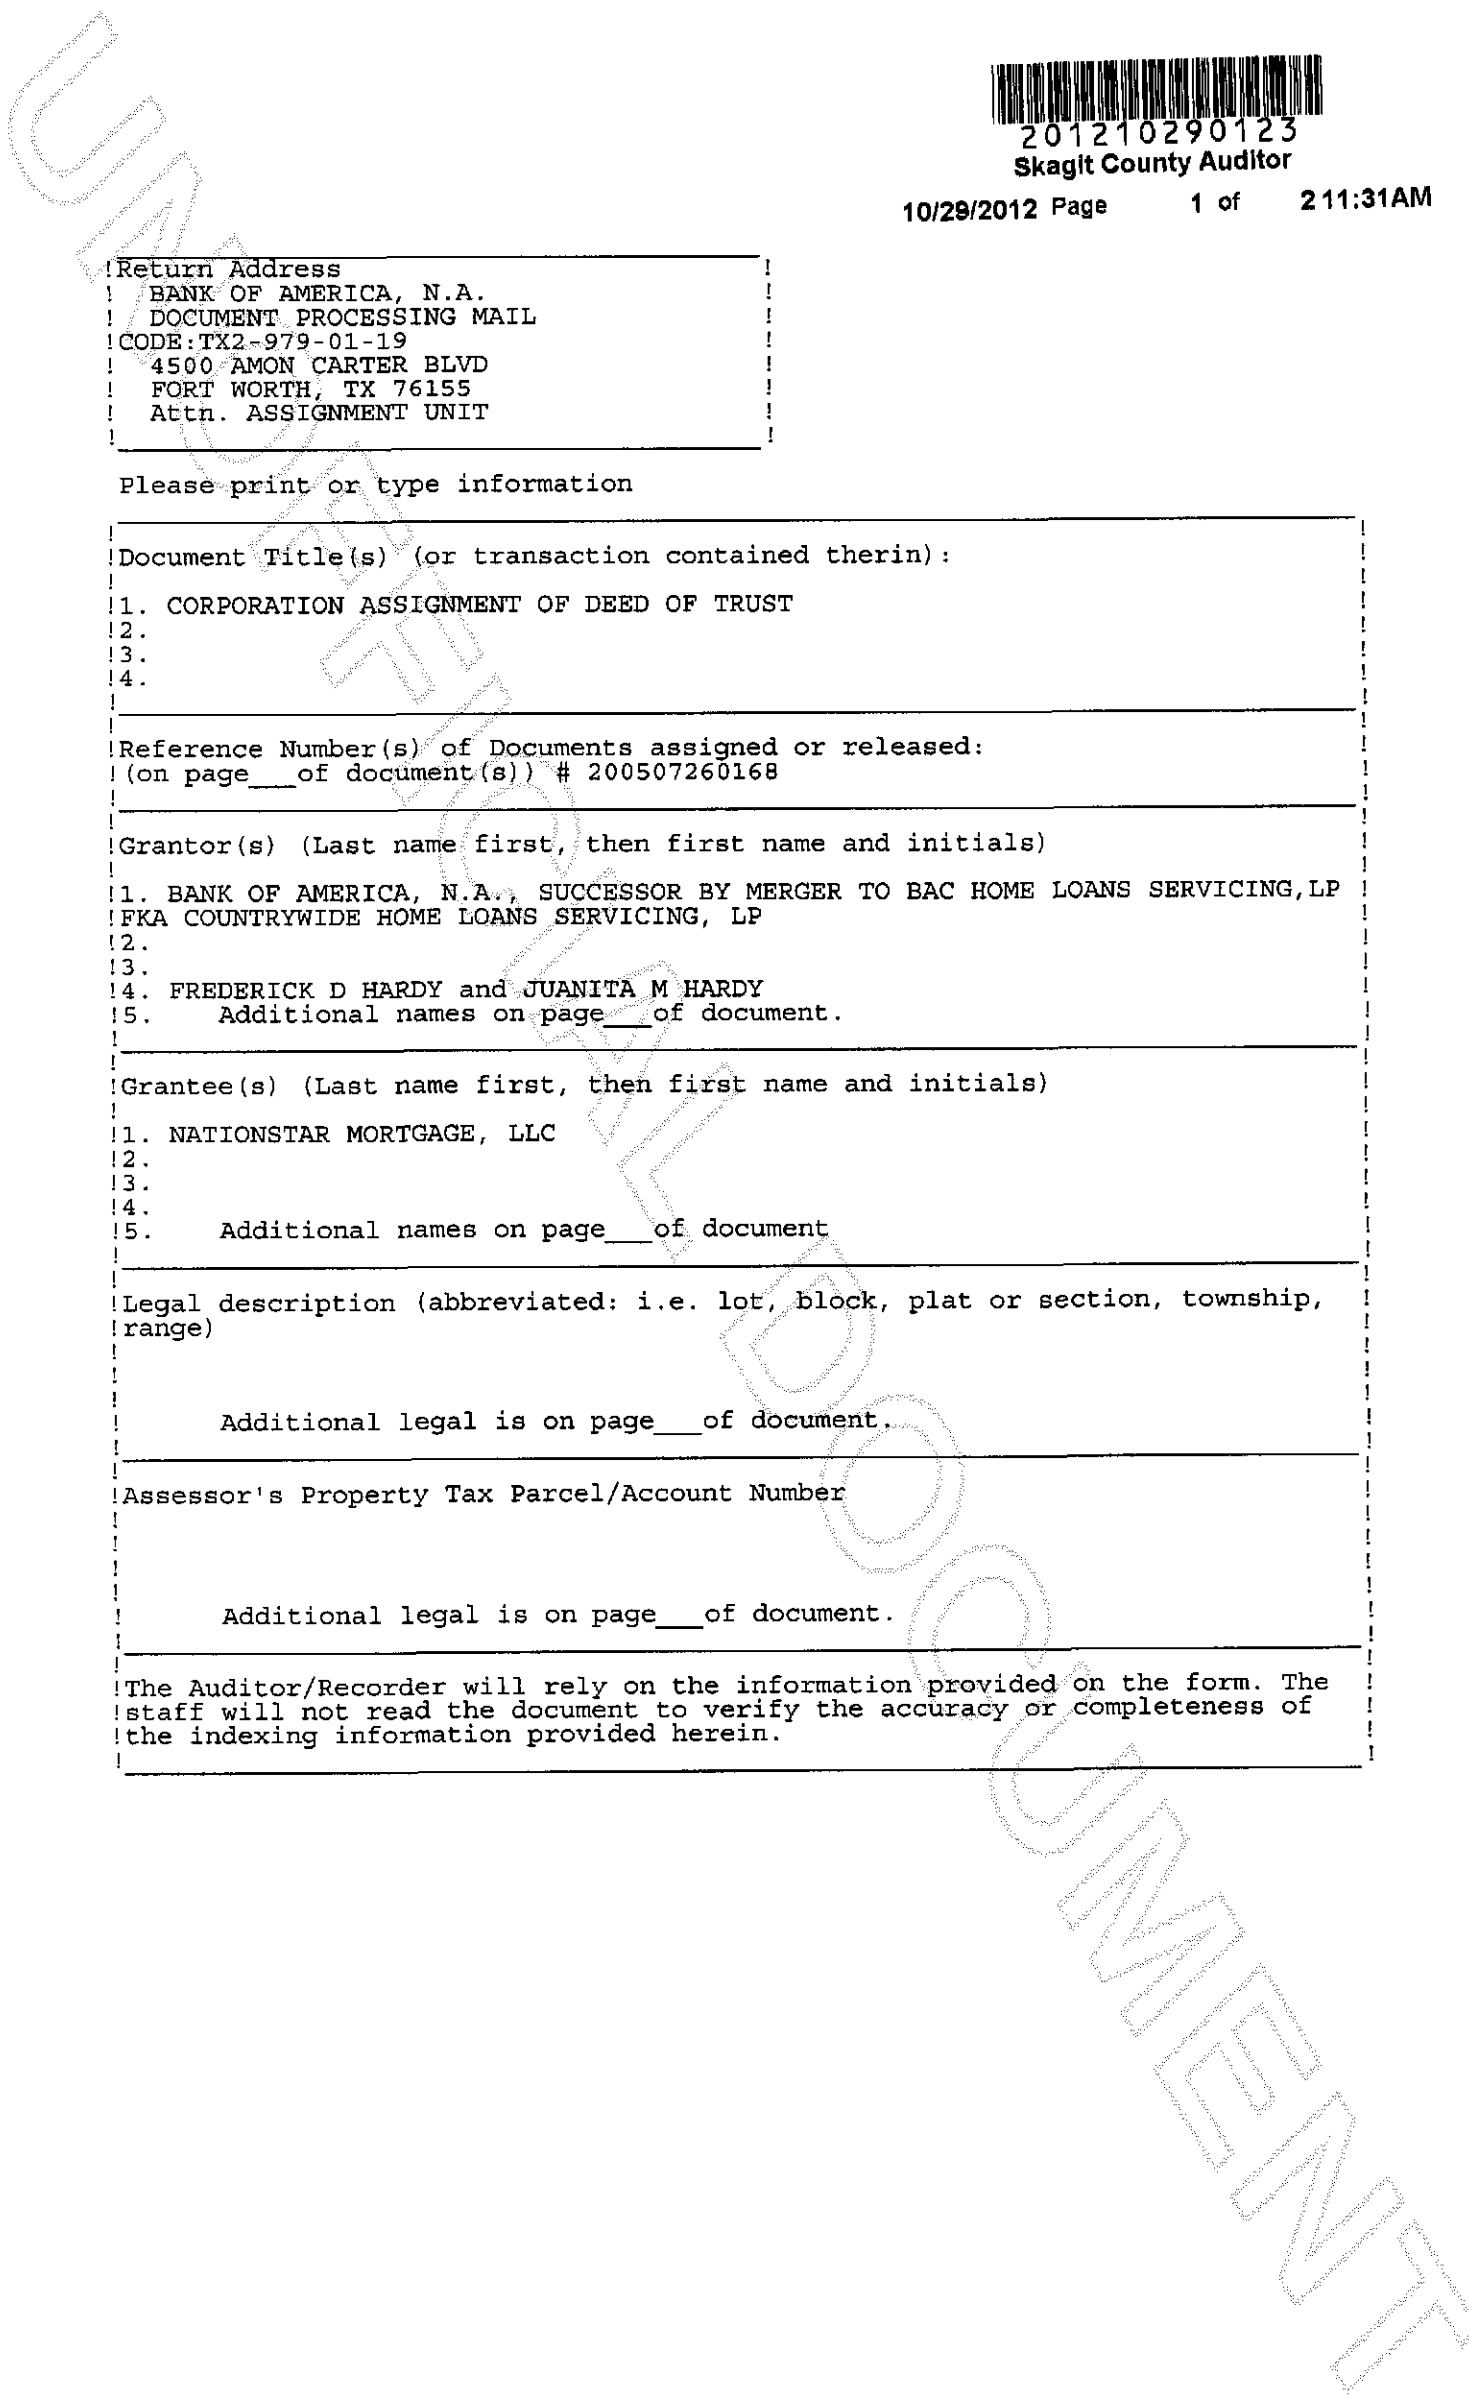 201210290123
Skagit County Auditor
10/29/2012 Page 1 of 2 11:31AM
!Return Address !
! BANK OF AMERICA, N.A. !
! DOCUMENT PROCESSING MAIL !
!CODE:TX2-979-01-19 !
! 4500 AMON CARTER BLVD !
! FORT WORTH, TX 76155 !
! Attn. ASSIGNMENT UNIT !
Please print or type information
!Document Title(s) (or transaction contained therin): !
!1. CORPORATION ASSIGNMENT OF DEED OF TRUST !
!2. !
!3. !
!4. !
!Reference Number(s) of Documents assigned or released: !
!(on page___of document(s)) # 200507260168 !
!Grantor(s) (Last name first, then first name and initials) !
!1. BANK OF AMERICA, N.A., SUCCESSOR BY MERGER TO BAC HOME LOANS SERVICING,LP !
!FKA COUNTRYWIDE HOME LOANS SERVICING, LP !
!2. !
!3. !
!4. FREDERICK D HARDY and JUANITA M HARDY !
!5. Additional names on page___of document. !
!Grantee(s) (Last name first, then first name and initials) !
!1. NATIONSTAR MORTGAGE, LLC !
!2. !
!3. !
!4. !
!5. Additional names on page___of document !
!Legal description (abbreviated: i.e. lot, block, plat or section, township, !
!range) !
! Additional legal is on page___of document. !
!Assessor's Property Tax Parcel/Account Number !
! Additional legal is on page___of document. !
!The Auditor/Recorder will rely on the information provided on the form. The !
!staff will not read the document to verify the accuracy or completeness of !
!the indexing information provided herein. !
UNOFFICIAL DOCUMENT